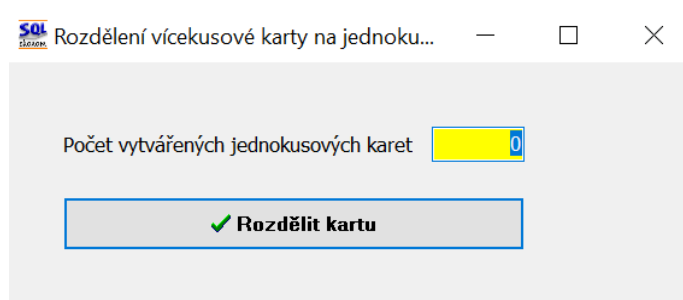 SQL
Rozdělení vícekusové karty na jednoku...
Počet vytvářených jednokusových karet 0
Rozdělit kartu